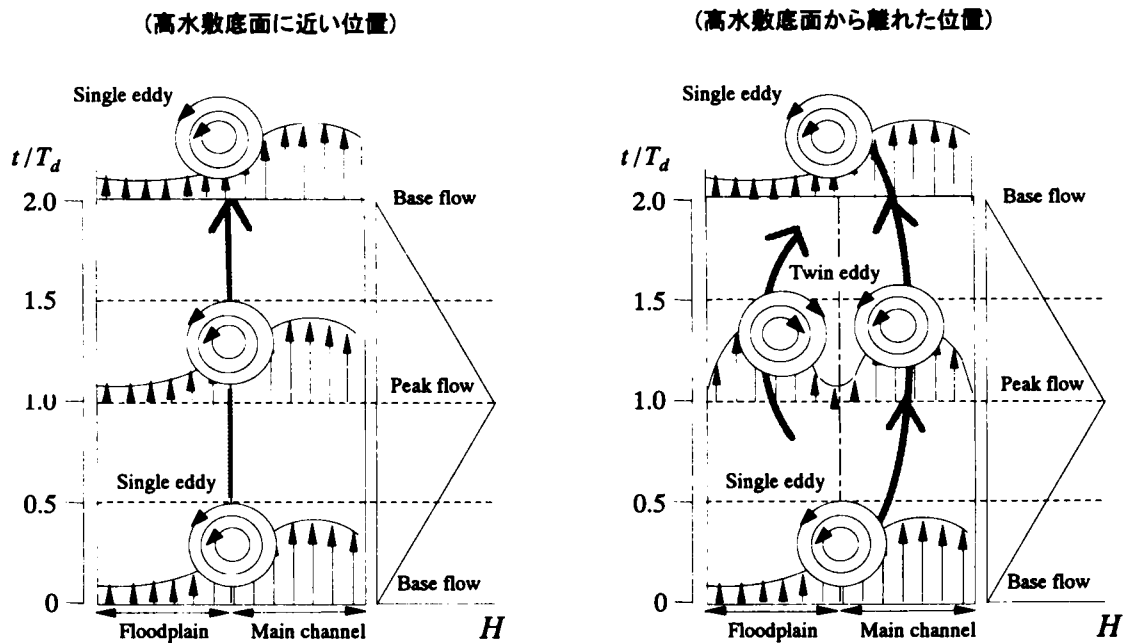 (高水敷底面に近い位置)
Single eddy
t/T_d
2.0
Base flow
1.5
Peak flow
1.0
Single eddy
0.5
Base flow
0
Floodplain
Main channel
H
(高水敷底面から離れた位置)
Single eddy
t/T_d
2.0
Base flow
Twin eddy
1.5
Peak flow
1.0
Single eddy
0.5
Base flow
0
Floodplain
Main channel
H